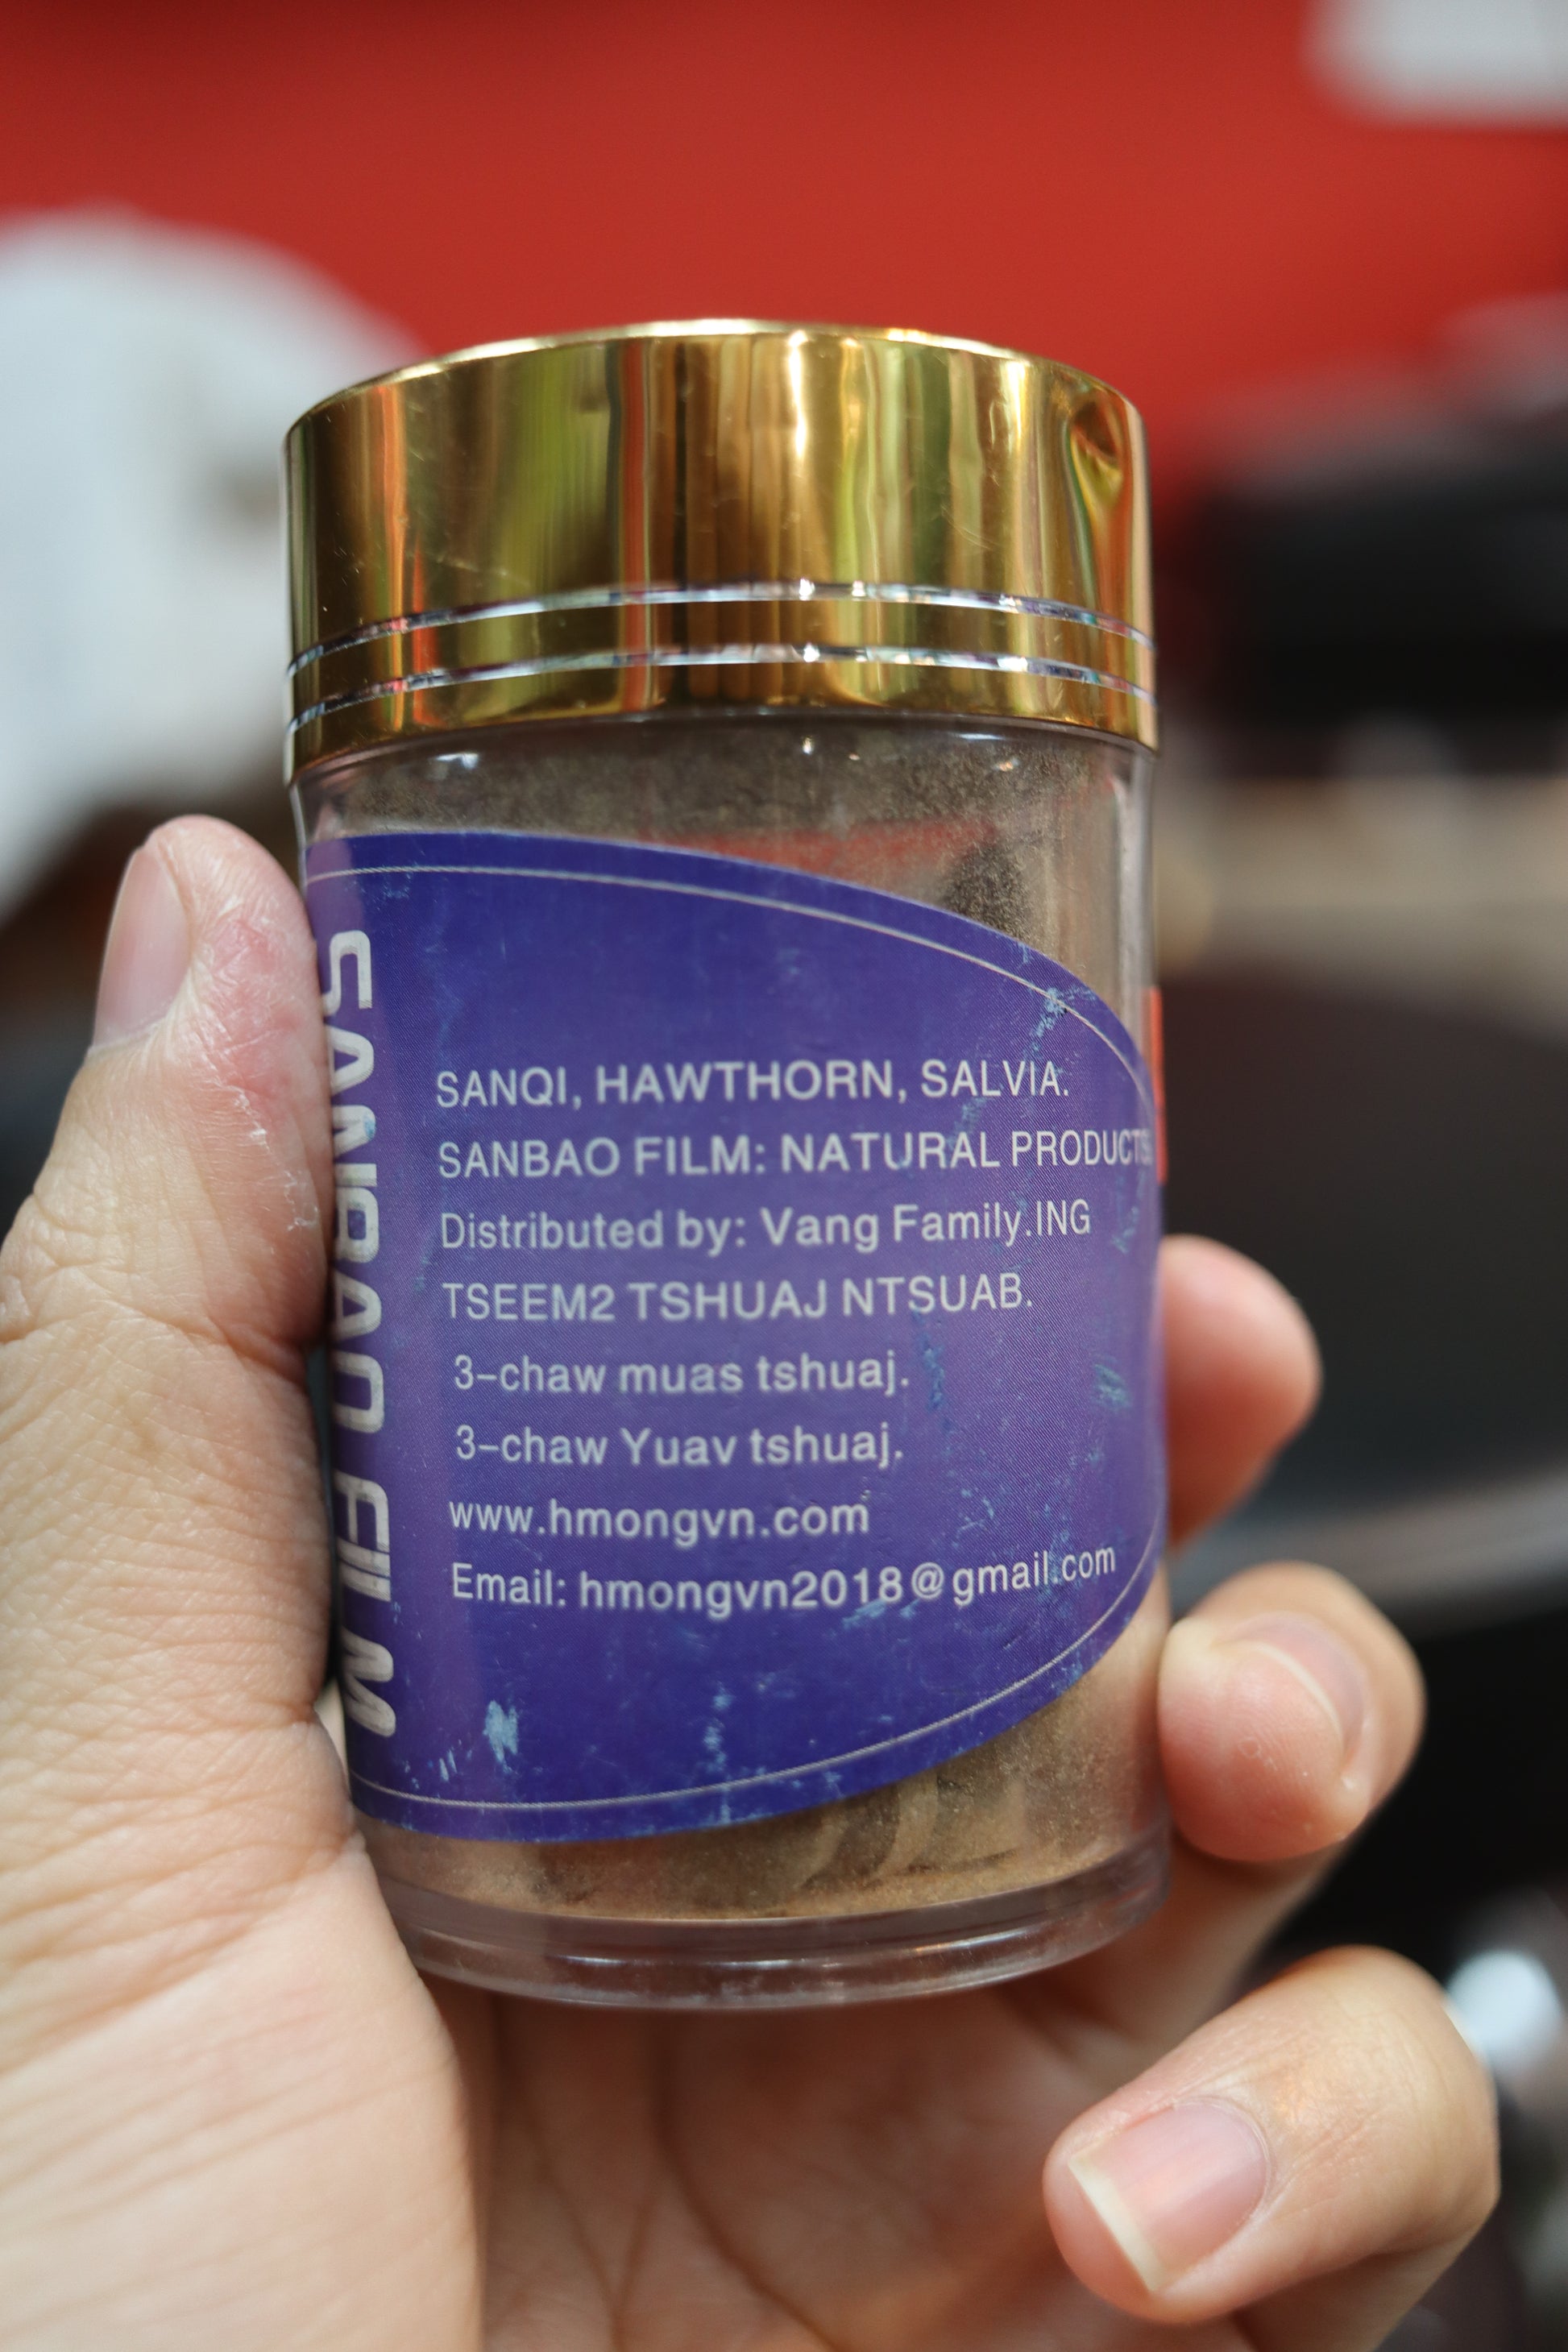 SANBAO FILM
SANQI, HAWTHORN, SALVIA.
SANBAO FILM: NATURAL PRODUCTS
Distributed by: Vang Family.ING
TSEEM2 TSHUAJ NTSUAB.
3-chaw muas tshuaj.
3-chaw Yuav tshuaj.
www.hmongvn.com
Email: hmongvn2018@gmail.com